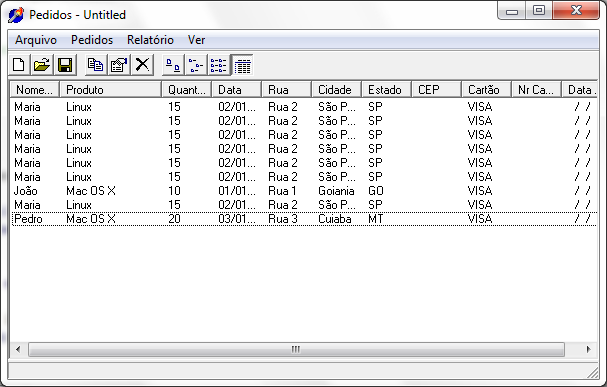 Pedidos - Untitled
Arquivo Pedidos Relatório Ver
Nome... Produto Quant... Data Rua Cidade Estado CEP Cartão Nr Ca... Data .
Maria Linux 15 02/01... Rua 2 São P... SP VISA / /
Maria Linux 15 02/01... Rua 2 São P... SP VISA / /
Maria Linux 15 02/01... Rua 2 São P... SP VISA / /
Maria Linux 15 02/01... Rua 2 São P... SP VISA / /
Maria Linux 15 02/01... Rua 2 São P... SP VISA / /
Maria Linux 15 02/01... Rua 2 São P... SP VISA / /
João Mac OS X 10 01/01... Rua 1 Goiania GO VISA / /
Maria Linux 15 02/01... Rua 2 São P... SP VISA / /
Pedro Mac OS X 20 03/01... Rua 3 Cuiaba MT VISA / /